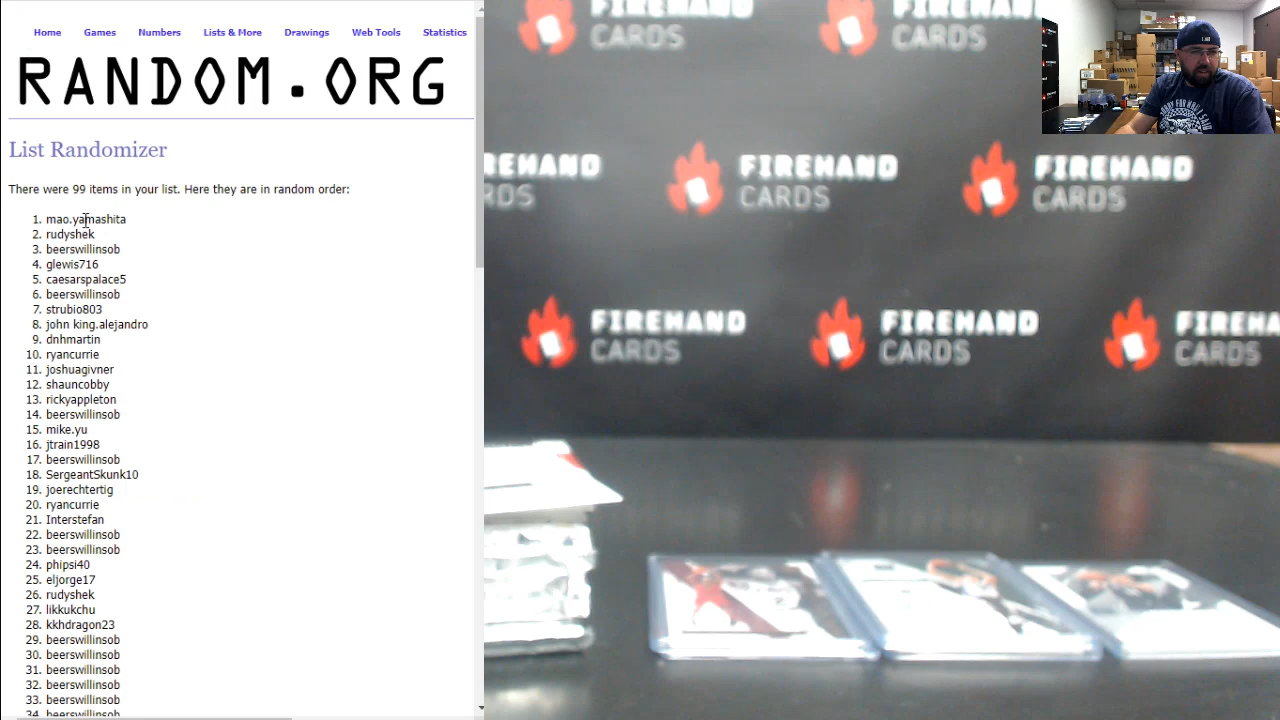 Home Games Numbers Lists & More Drawings Web Tools Statistics
RANDOM.ORG
List Randomizer
There were 99 items in your list. Here they are in random order:
1. mao.yamashita
2. rudyshek
3. beerswillinsob
4. glewis716
5. caesarspalace5
6. beerswillinsob
7. strubio803
8. john king.alejandro
9. dnhmartin
10. ryancurrie
11. joshuagivner
12. shauncobby
13. rickyappleton
14. beerswillinsob
15. mike.yu
16. jtrain1998
17. beerswillinsob
18. SergeantSkunk10
19. joerechtertig
20. ryancurrie
21. Interstefan
22. beerswillinsob
23. beerswillinsob
24. phipsi40
25. eljorge17
26. rudyshek
27. likkukchu
28. kkhdragon23
29. beerswillinsob
30. beerswillinsob
31. beerswillinsob
32. beerswillinsob
33. beerswillinsob
34. beerswillinsob
FIREHAND
CARDS
FIREHAND
CARDS
FIREHAND
CARDS
FIREHAND
CARDS
FIREHAND
CARDS
FIREHAND
CARDS
FIREHAND
CARDS
FIREHA
CARDS